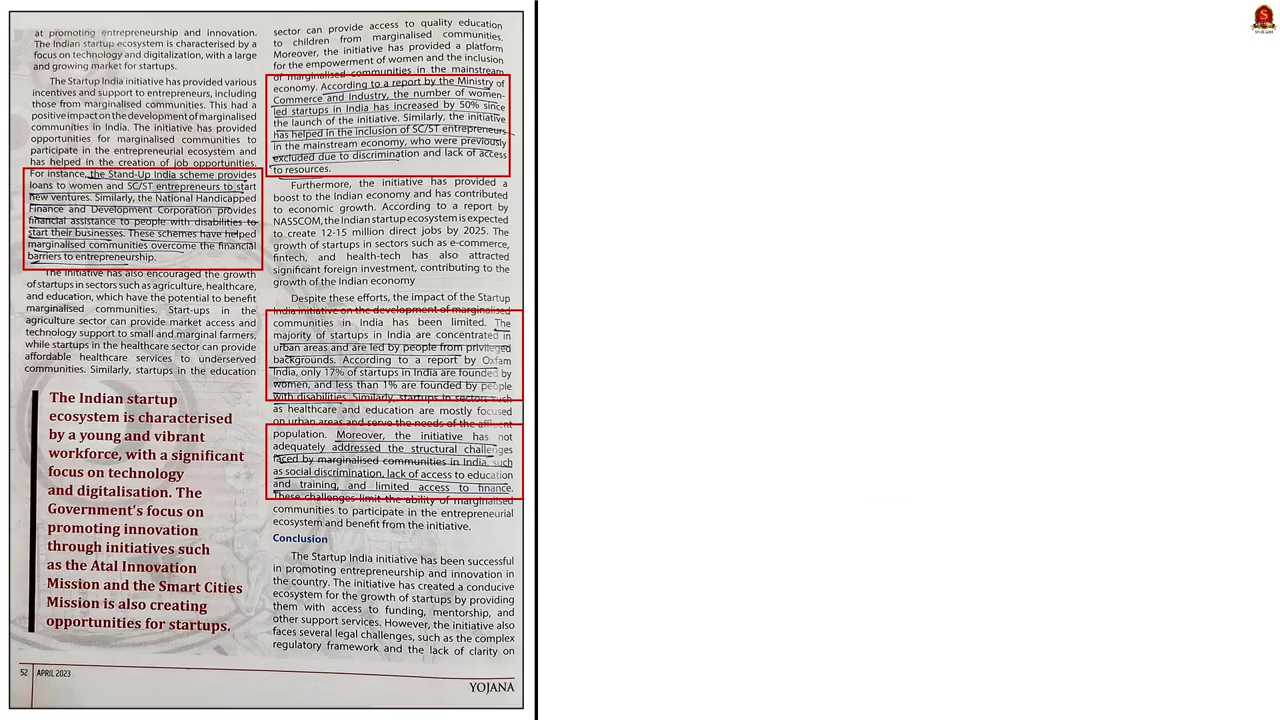 at promoting entrepreneurship and innovation.
The Indian startup ecosystem is characterised by a
focus on technology and digitalization, with a large
and growing market for startups.
The Startup India initiative has provided various
incentives and support to entrepreneurs, including
those from marginalised communities. This had a
positive impact on the development of marginalised
communities in India. The initiative has provided
opportunities for marginalised communities to
participate in the entrepreneurial ecosystem and
has helped in the creation of job opportunities.
For instance, the Stand-Up India scheme provides
loans to women and SC/ST entrepreneurs to start
new ventures. Similarly, the National Handicapped
Finance and Development Corporation provides
financial assistance to people with disabilities to
start their businesses. These schemes have helped
marginalised communities overcome the financial
barriers to entrepreneurship.
The initiative has also encouraged the growth
of startups in sectors such as agriculture, healthcare,
and education, which have the potential to benefit
marginalised communities. Start-ups in the
agriculture sector can provide market access and
technology support to small and marginal farmers,
while startups in the healthcare sector can provide
affordable healthcare services to underserved
communities. Similarly, startups in the education
The Indian startup
ecosystem is characterised
by a young and vibrant
workforce, with a significant
focus on technology
and digitalisation. The
Government's focus on
promoting innovation
through initiatives such
as the Atal Innovation
Mission and the Smart Cities
Mission is also creating
opportunities for startups.
sector can provide access to quality education
to children from marginalised communities.
Moreover, the initiative has provided a platform
for the empowerment of women and the inclusion
of marginalised communities in the mainstream
economy. According to a report by the Ministry of
Commerce and Industry, the number of women-
led startups in India has increased by 50% since
the launch of the initiative. Similarly, the initiative
has helped in the inclusion of SC/ST entrepreneurs
in the mainstream economy, who were previously
excluded due to discrimination and lack of access
to resources.
Furthermore, the initiative has provided a
boost to the Indian economy and has contributed
to economic growth. According to a report by
NASSCOM, the Indian startup ecosystem is expected
to create 12-15 million direct jobs by 2025. The
growth of startups in sectors such as e-commerce,
fintech, and health-tech has also attracted
significant foreign investment, contributing to the
growth of the Indian economy
Despite these efforts, the impact of the Startup
India initiative on the development of marginalised
communities in India has been limited. The
majority of startups in India are concentrated in
urban areas and are led by people from privileged
backgrounds. According to a report by Oxfam
India, only 17% of startups in India are founded by
women, and less than 1% are founded by people
with disabilities. Similarly, startups in sectors such
as healthcare and education are mostly focused
on urban areas and serve the needs of the affluent
population. Moreover, the initiative has not
adequately addressed the structural challenges
faced by marginalised communities in India, such
as social discrimination, lack of access to education
and training, and limited access to finance.
These challenges limit the ability of marginalised
communities to participate in the entrepreneurial
ecosystem and benefit from the initiative.
Conclusion
The Startup India initiative has been successful
in promoting entrepreneurship and innovation in
the country. The initiative has created a conducive
ecosystem for the growth of startups by providing
them with access to funding, mentorship, and
other support services. However, the initiative also
faces several legal challenges, such as the complex
regulatory framework and the lack of clarity on
52 APRIL 2023
YOJANA